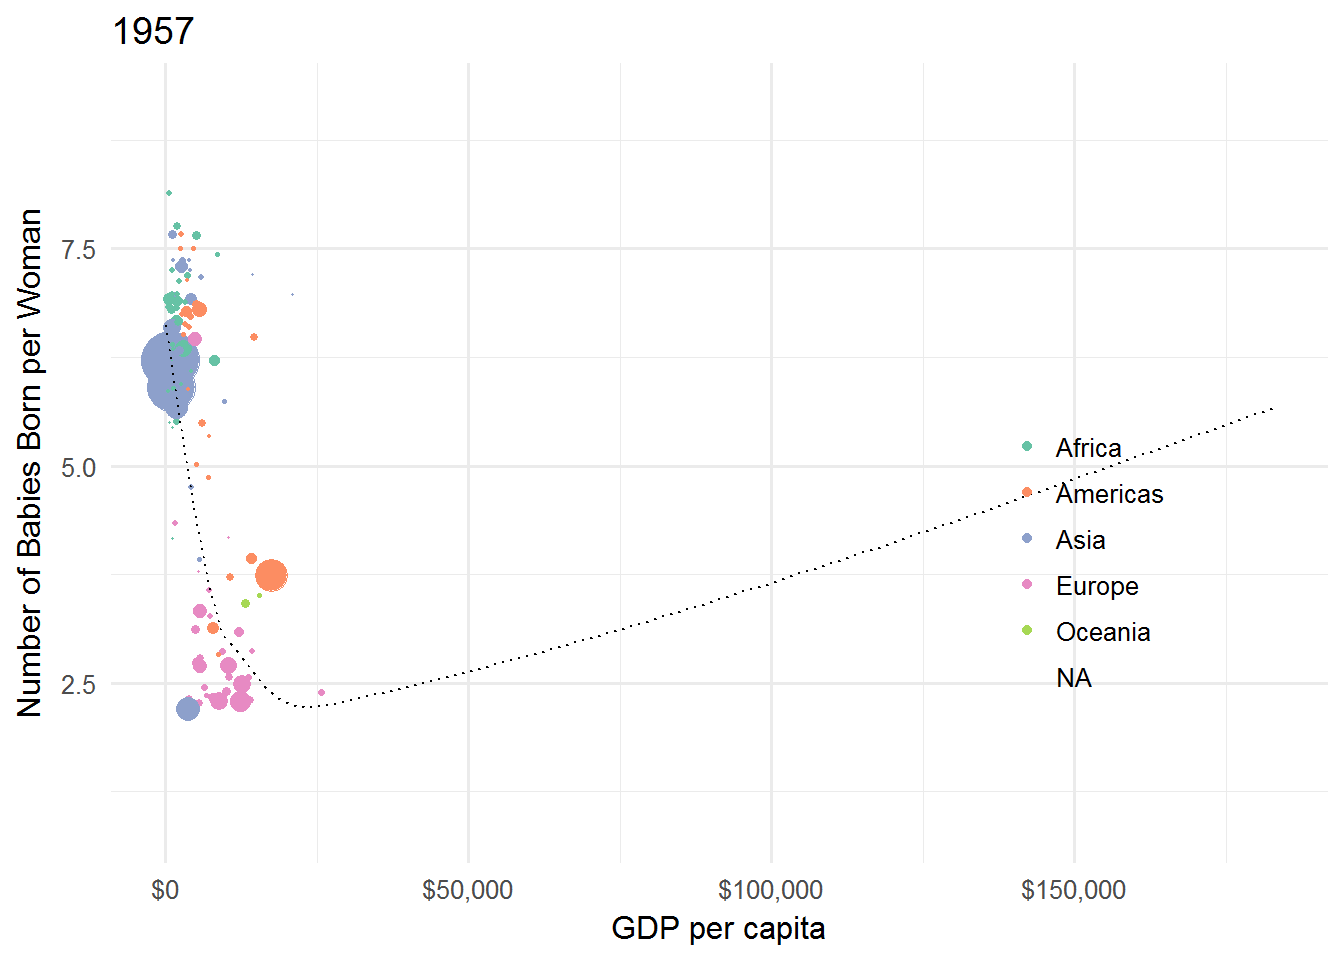 1957
Number of Babies Born per Woman
7.5
5.0
2.5
Africa
Americas
Asia
Europe
Oceania
NA
$0
$50,000
$100,000
$150,000
GDP per capita